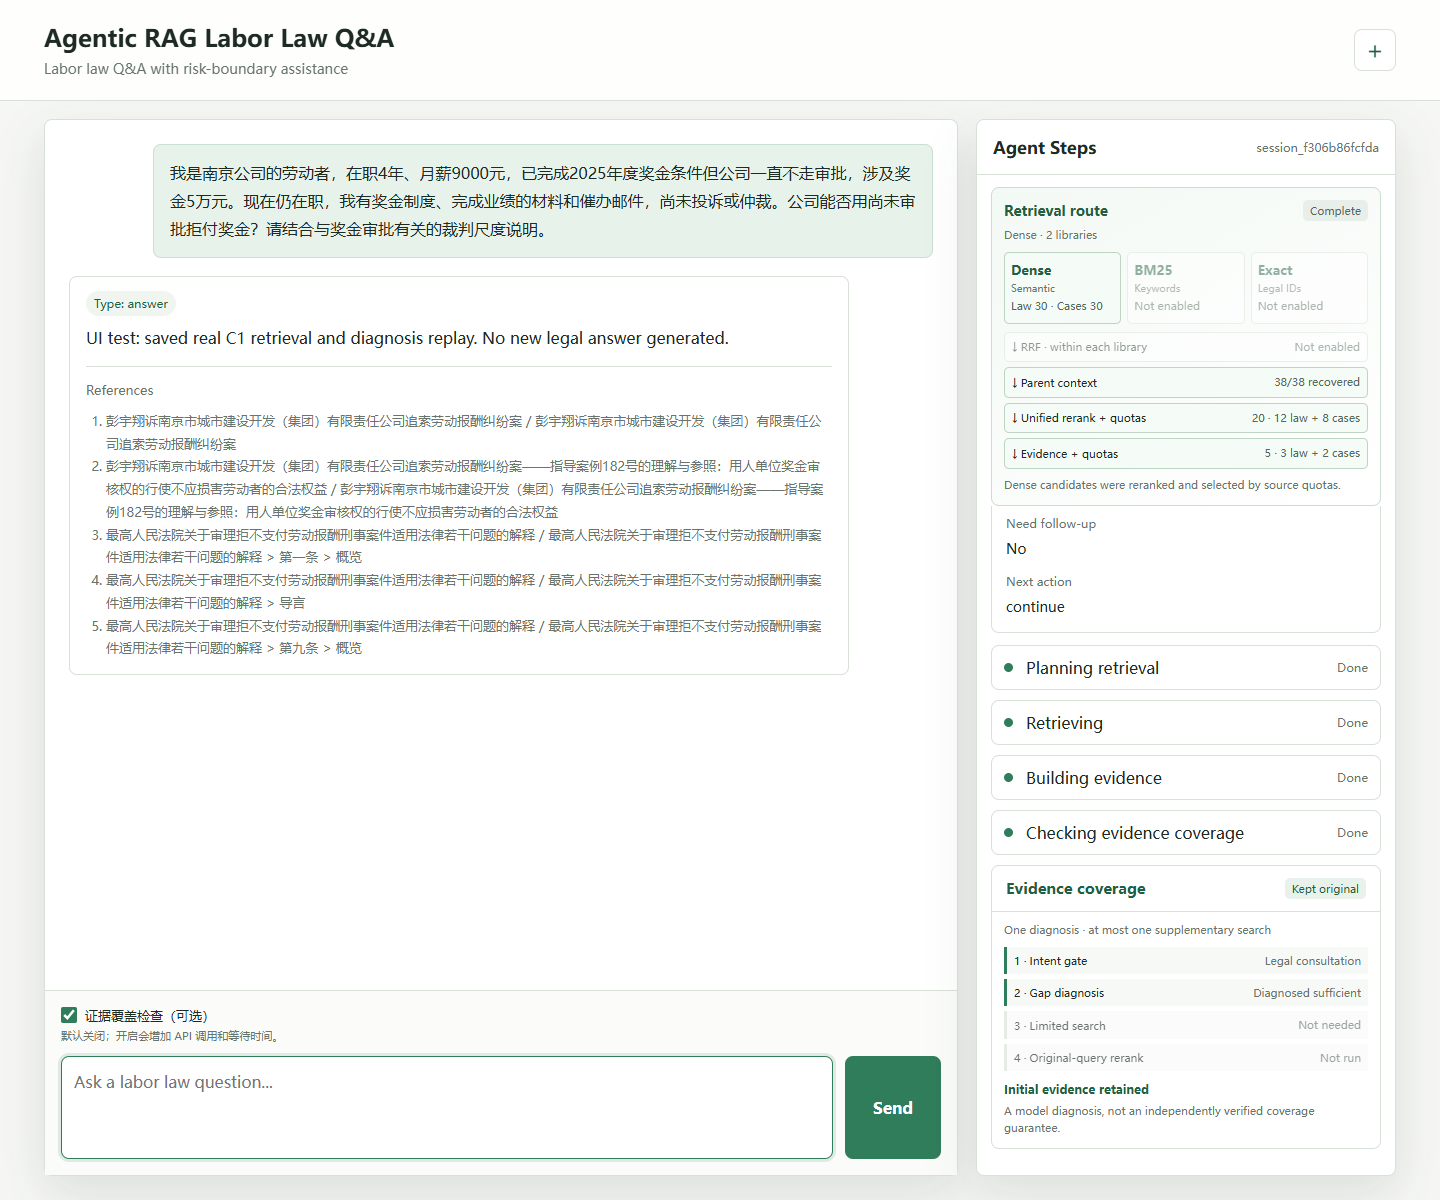 Agentic RAG Labor Law Q&A
Labor law Q&A with risk-boundary assistance
+
我是南京公司的劳动者，在职4年、月薪9000元，已完成2025年度奖金条件但公司一直不走审批，涉及奖
金5万元。现在仍在职，我有奖金制度、完成业绩的材料和催办邮件，尚未投诉或仲裁。公司能否用尚未审
批拒付奖金？请结合与奖金审批有关的裁判尺度说明。
Type: answer
UI test: saved real C1 retrieval and diagnosis replay. No new legal answer generated.
References
1. 彭宇翔诉南京市城市建设开发（集团）有限责任公司追索劳动报酬纠纷案 / 彭宇翔诉南京市城市建设开发（集团）有限责任公
司追索劳动报酬纠纷案
2. 彭宇翔诉南京市城市建设开发（集团）有限责任公司追索劳动报酬纠纷案——指导案例182号的理解与参照：用人单位奖金审
核权的行使不应损害劳动者的合法权益 / 彭宇翔诉南京市城市建设开发（集团）有限责任公司追索劳动报酬纠纷案——指导案
例182号的理解与参照：用人单位奖金审核权的行使不应损害劳动者的合法权益
3. 最高人民法院关于审理拒不支付劳动报酬刑事案件适用法律若干问题的解释 / 最高人民法院关于审理拒不支付劳动报酬刑事案
件适用法律若干问题的解释 > 第一条 > 概览
4. 最高人民法院关于审理拒不支付劳动报酬刑事案件适用法律若干问题的解释 / 最高人民法院关于审理拒不支付劳动报酬刑事案
件适用法律若干问题的解释 > 导言
5. 最高人民法院关于审理拒不支付劳动报酬刑事案件适用法律若干问题的解释 / 最高人民法院关于审理拒不支付劳动报酬刑事案
件适用法律若干问题的解释 > 第九条 > 概览
证据覆盖检查（可选）
默认关闭；开启会增加 API 调用和等待时间。
Ask a labor law question...
Send
Agent Steps
session_f306b86fcfda
Retrieval route
Complete
Dense · 2 libraries
Dense
Semantic
Law 30 · Cases 30
BM25
Keywords
Not enabled
Exact
Legal IDs
Not enabled
↓ RRF · within each library
Not enabled
↓ Parent context
38/38 recovered
↓ Unified rerank + quotas
20 · 12 law + 8 cases
↓ Evidence + quotas
5 · 3 law + 2 cases
Dense candidates were reranked and selected by source quotas.
Need follow-up
No
Next action
continue
Planning retrieval
Done
Retrieving
Done
Building evidence
Done
Checking evidence coverage
Done
Evidence coverage
Kept original
One diagnosis · at most one supplementary search
1 · Intent gate
Legal consultation
2 · Gap diagnosis
Diagnosed sufficient
3 · Limited search
Not needed
4 · Original-query rerank
Not run
Initial evidence retained
A model diagnosis, not an independently verified coverage
guarantee.